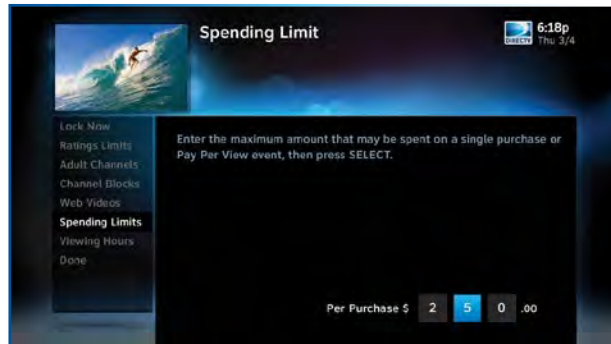 Spending Limit
DIRECTV
6:18p
Thu 3/4
Lock Now
Ratings Limits
Adult Channels
Channel Blocks
Web Videos
Spending Limits
Viewing Hours
Done
Enter the maximum amount that may be spent on a single purchase or
Pay Per View event, then press SELECT.
Per Purchase $ 2 5 0 .00